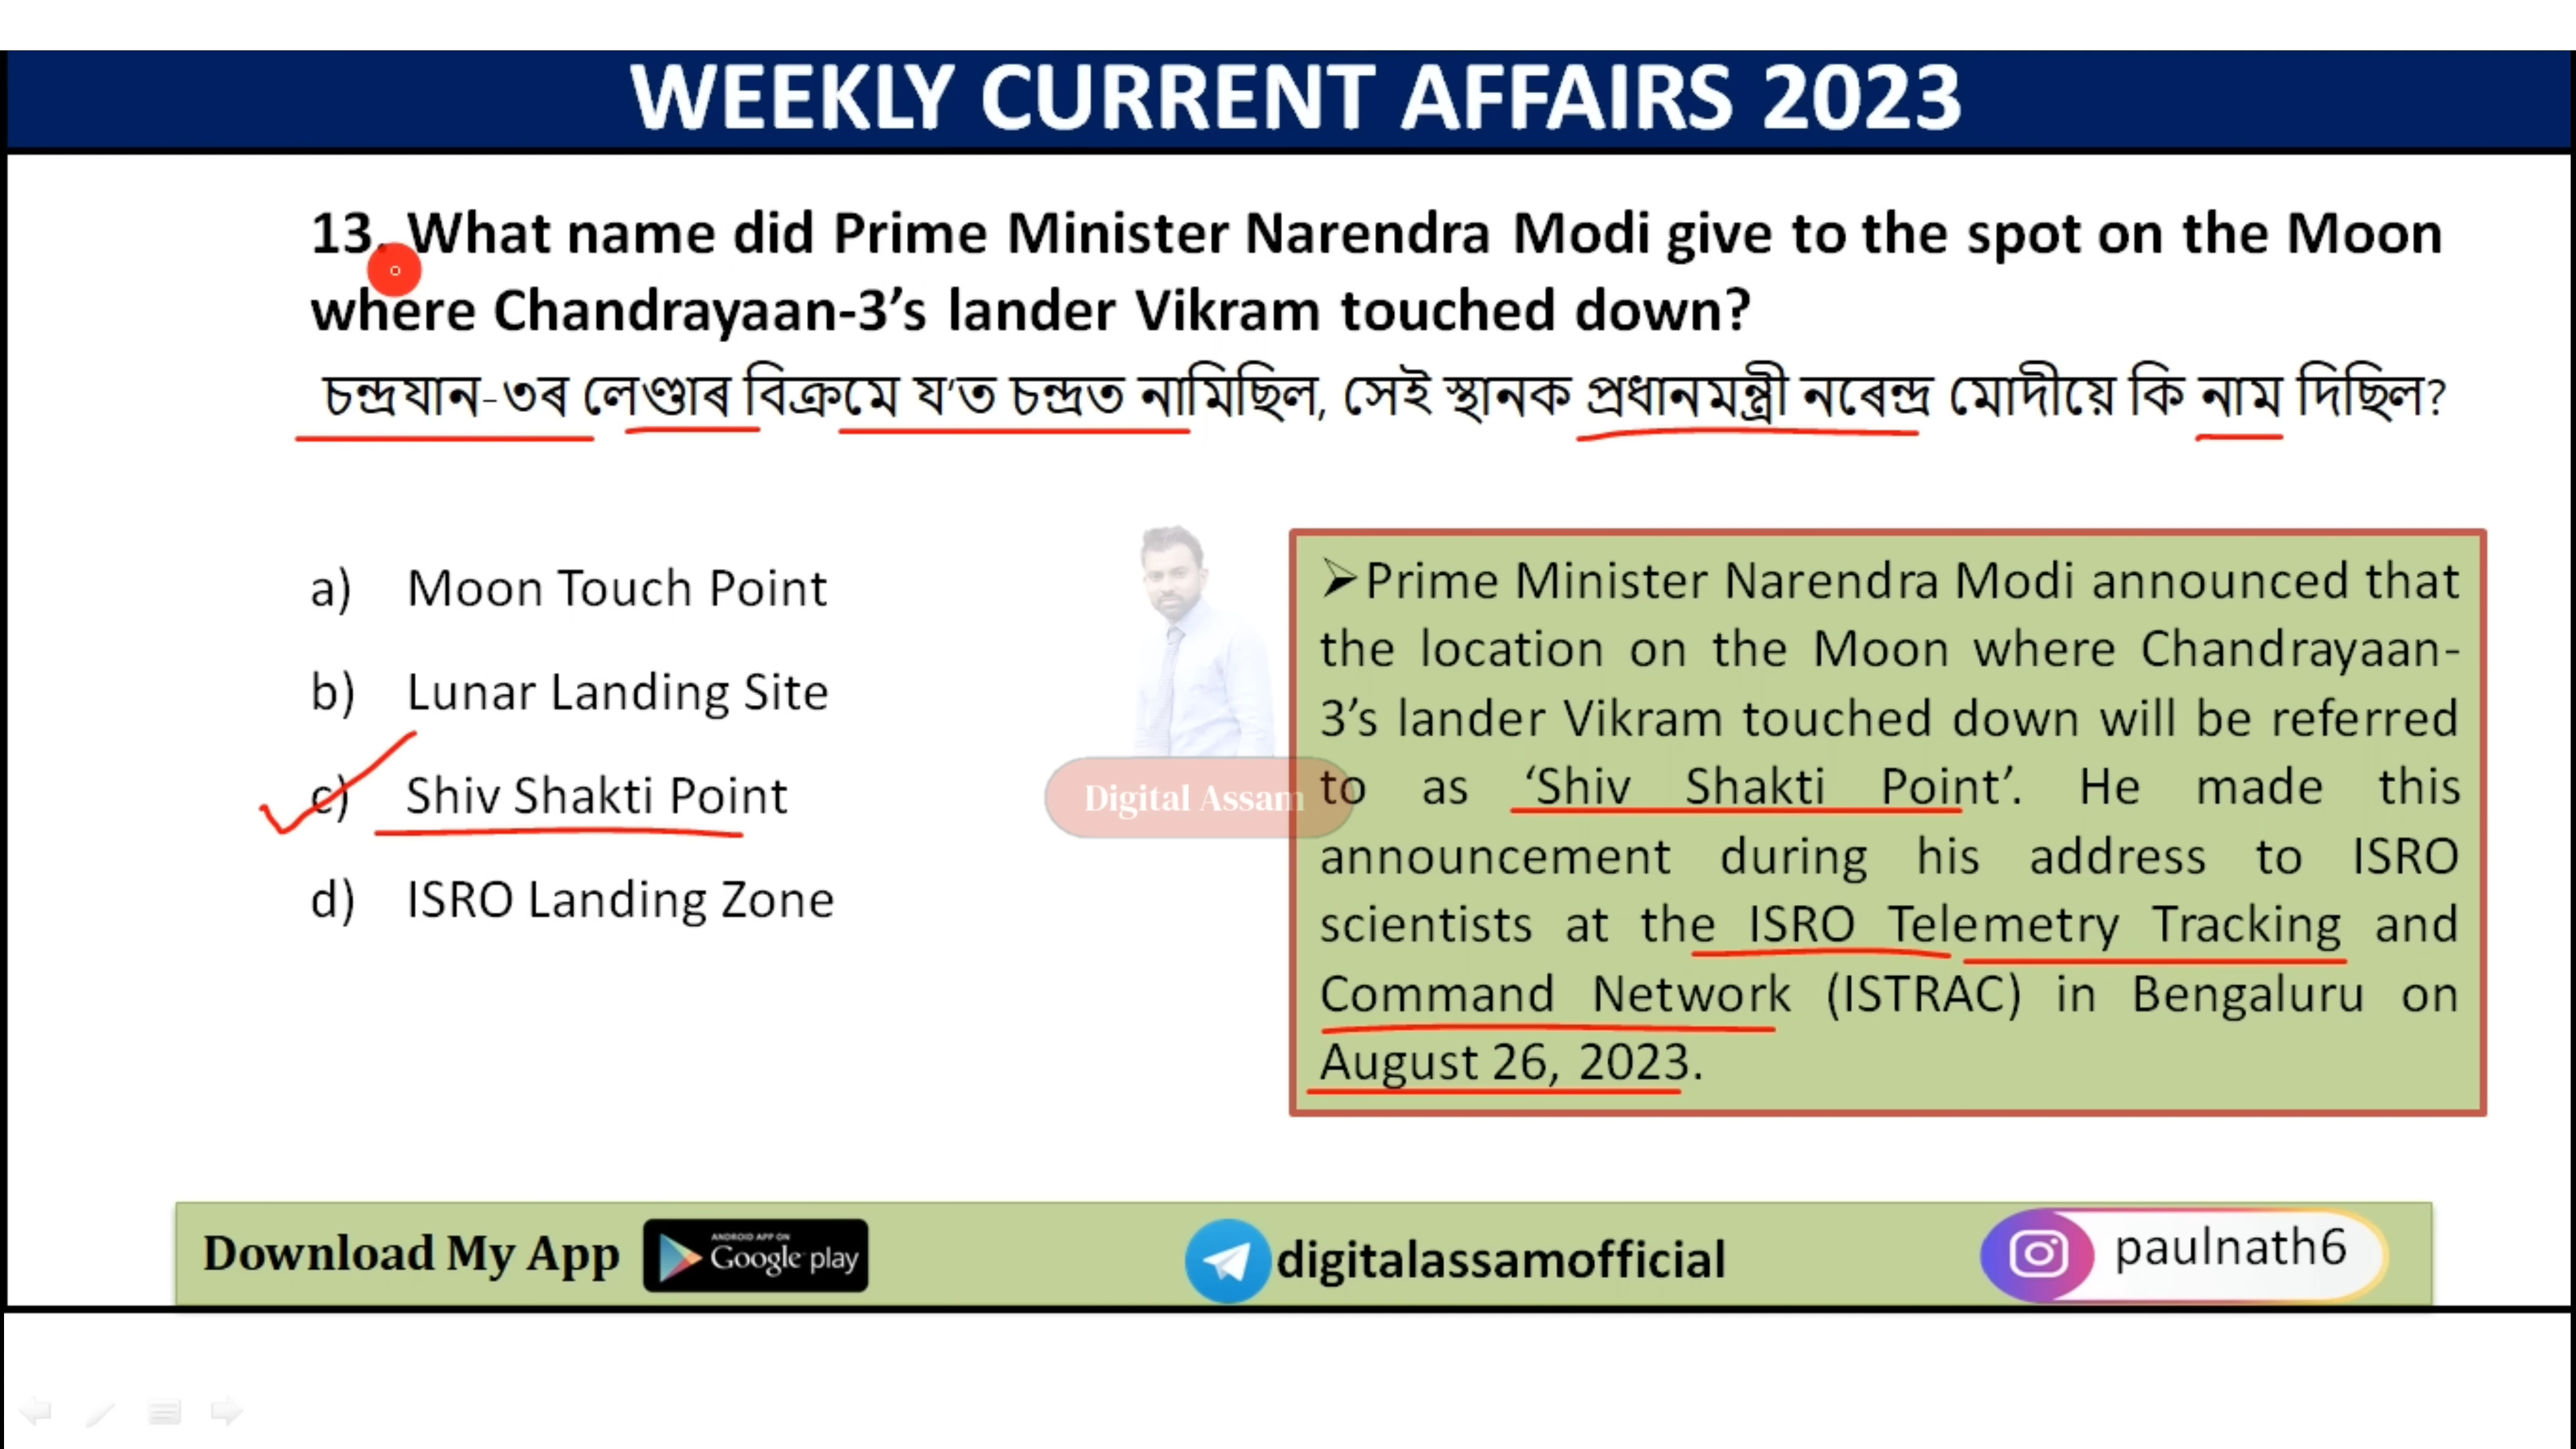 WEEKLY CURRENT AFFAIRS 2023
13. What name did Prime Minister Narendra Modi give to the spot on the Moon
where Chandrayaan-3’s lander Vikram touched down?
চন্দ্ৰযান-৩ৰ লেণ্ডাৰ বিক্ৰমে য’ত চন্দ্ৰত নামিছিল, সেই স্থানক প্ৰধানমন্ত্ৰী নৰেন্দ্ৰ মোদীয়ে কি নাম দিছিল?
a) Moon Touch Point
b) Lunar Landing Site
c) Shiv Shakti Point
d) ISRO Landing Zone
Digital Assam
➢Prime Minister Narendra Modi announced that
the location on the Moon where Chandrayaan-
3’s lander Vikram touched down will be referred
to as ‘Shiv Shakti Point’. He made this
announcement during his address to ISRO
scientists at the ISRO Telemetry Tracking and
Command Network (ISTRAC) in Bengaluru on
August 26, 2023.
Download My App
ANDROID APP ON
Google play
digitalassamofficial
paulnath6